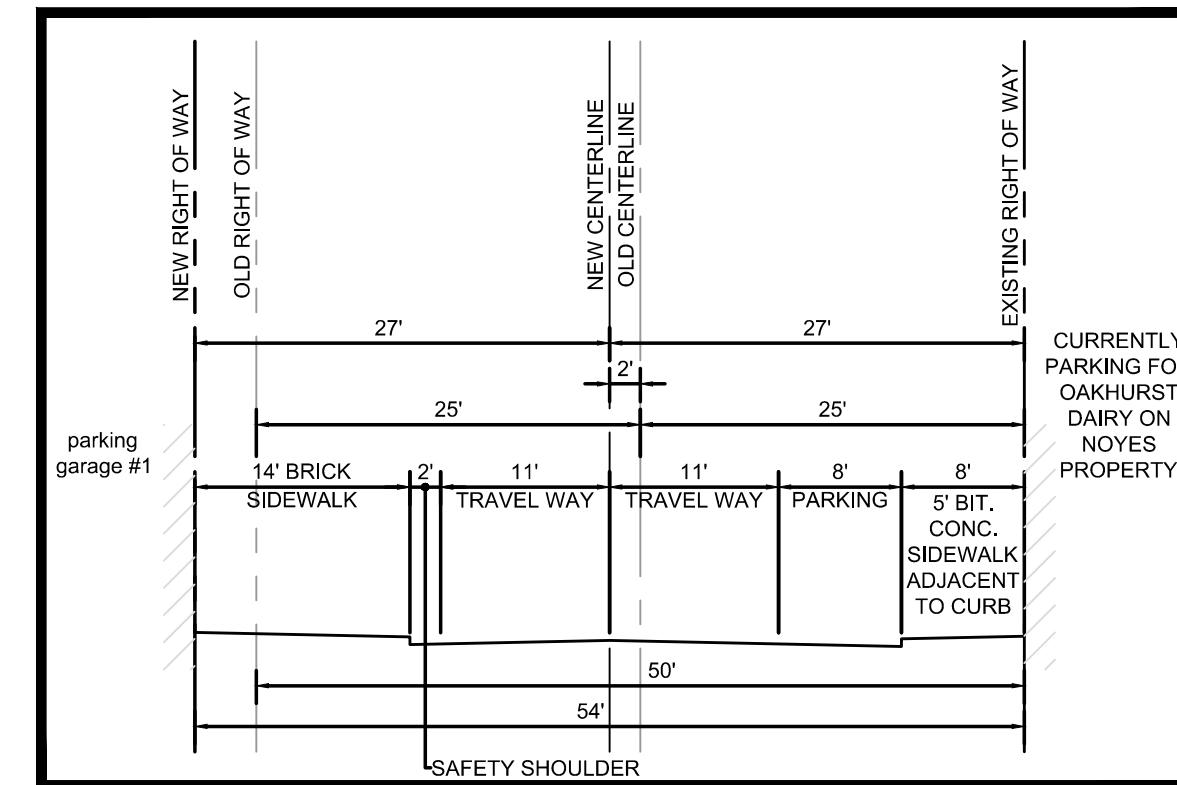 NEW RIGHT OF WAY
OLD RIGHT OF WAY
NEW CENTERLINE
OLD CENTERLINE
EXISTING RIGHT OF WAY
27'
27'
2'
25'
25'
CURRENTLY
PARKING FO
OAKHURST
DAIRY ON
NOYES
PROPERTY
parking
garage #1
14' BRICK
SIDEWALK
2'
11'
TRAVEL WAY
11'
TRAVEL WAY
8'
PARKING
8'
5' BIT.
CONC.
SIDEWALK
ADJACENT
TO CURB
50'
54'
SAFETY SHOULDER